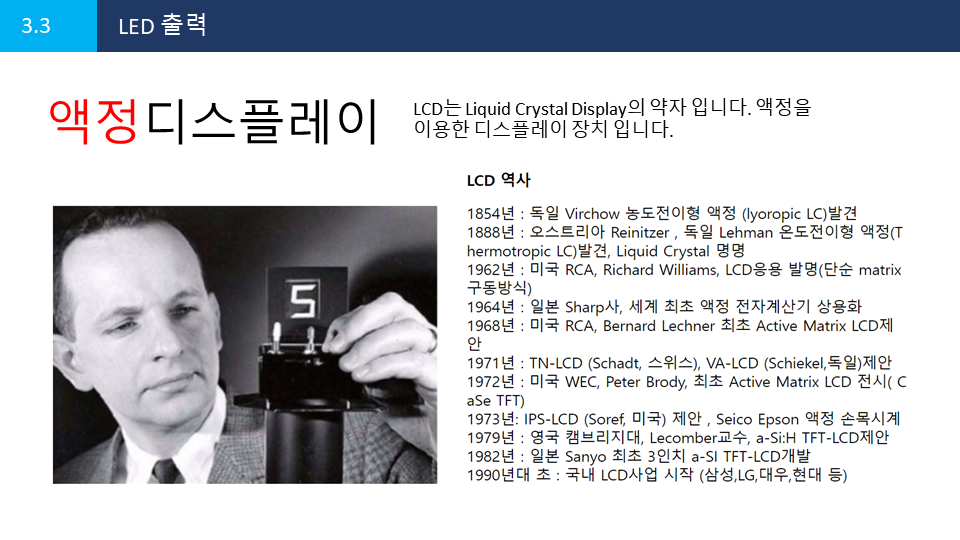 3.3
LED 출력
액정디스플레이
LCD는 Liquid Crystal Display의 약자 입니다. 액정을
이용한 디스플레이 장치 입니다.
LCD 역사
1854년 : 독일 Virchow 농도전이형 액정 (lyoropic LC)발견
1888년 : 오스트리아 Reinitzer , 독일 Lehman 온도전이형 액정(T
hermotropic LC)발견, Liquid Crystal 명명
1962년 : 미국 RCA, Richard Williams, LCD응용 발명(단순 matrix
구동방식)
1964년 : 일본 Sharp사, 세계 최초 액정 전자계산기 상용화
1968년 : 미국 RCA, Bernard Lechner 최초 Active Matrix LCD제
안
1971년 : TN-LCD (Schadt, 스위스), VA-LCD (Schiekel,독일)제안
1972년 : 미국 WEC, Peter Brody, 최초 Active Matrix LCD 전시( C
aSe TFT)
1973년: IPS-LCD (Soref, 미국) 제안 , Seico Epson 액정 손목시계
1979년 : 영국 캠브리지대, Lecomber교수, a-Si:H TFT-LCD제안
1982년 : 일본 Sanyo 최초 3인치 a-SI TFT-LCD개발
1990년대 초 : 국내 LCD사업 시작 (삼성,LG,대우,현대 등)
5